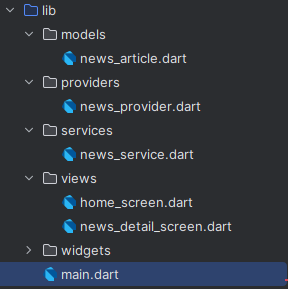 lib
models
news_article.dart
providers
news_provider.dart
services
news_service.dart
views
home_screen.dart
news_detail_screen.dart
widgets
main.dart